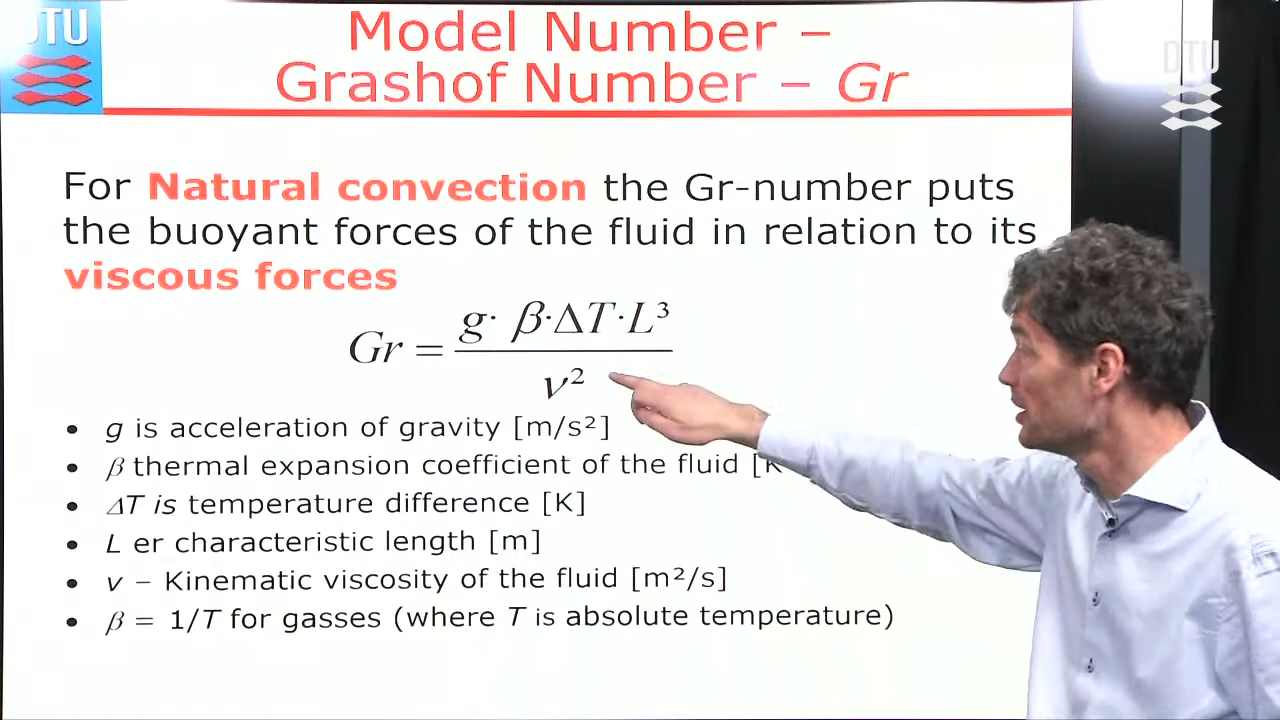 DTU
Model Number –
Grashof Number – Gr
DTU
For Natural convection the Gr-number puts
the buoyant forces of the fluid in relation to its
viscous forces
Gr = g· β·ΔT·L³ / ν²
• g is acceleration of gravity [m/s²]
• β thermal expansion coefficient of the fluid [K
• ΔT is temperature difference [K]
• L er characteristic length [m]
• ν – Kinematic viscosity of the fluid [m²/s]
• β = 1/T for gasses (where T is absolute temperature)